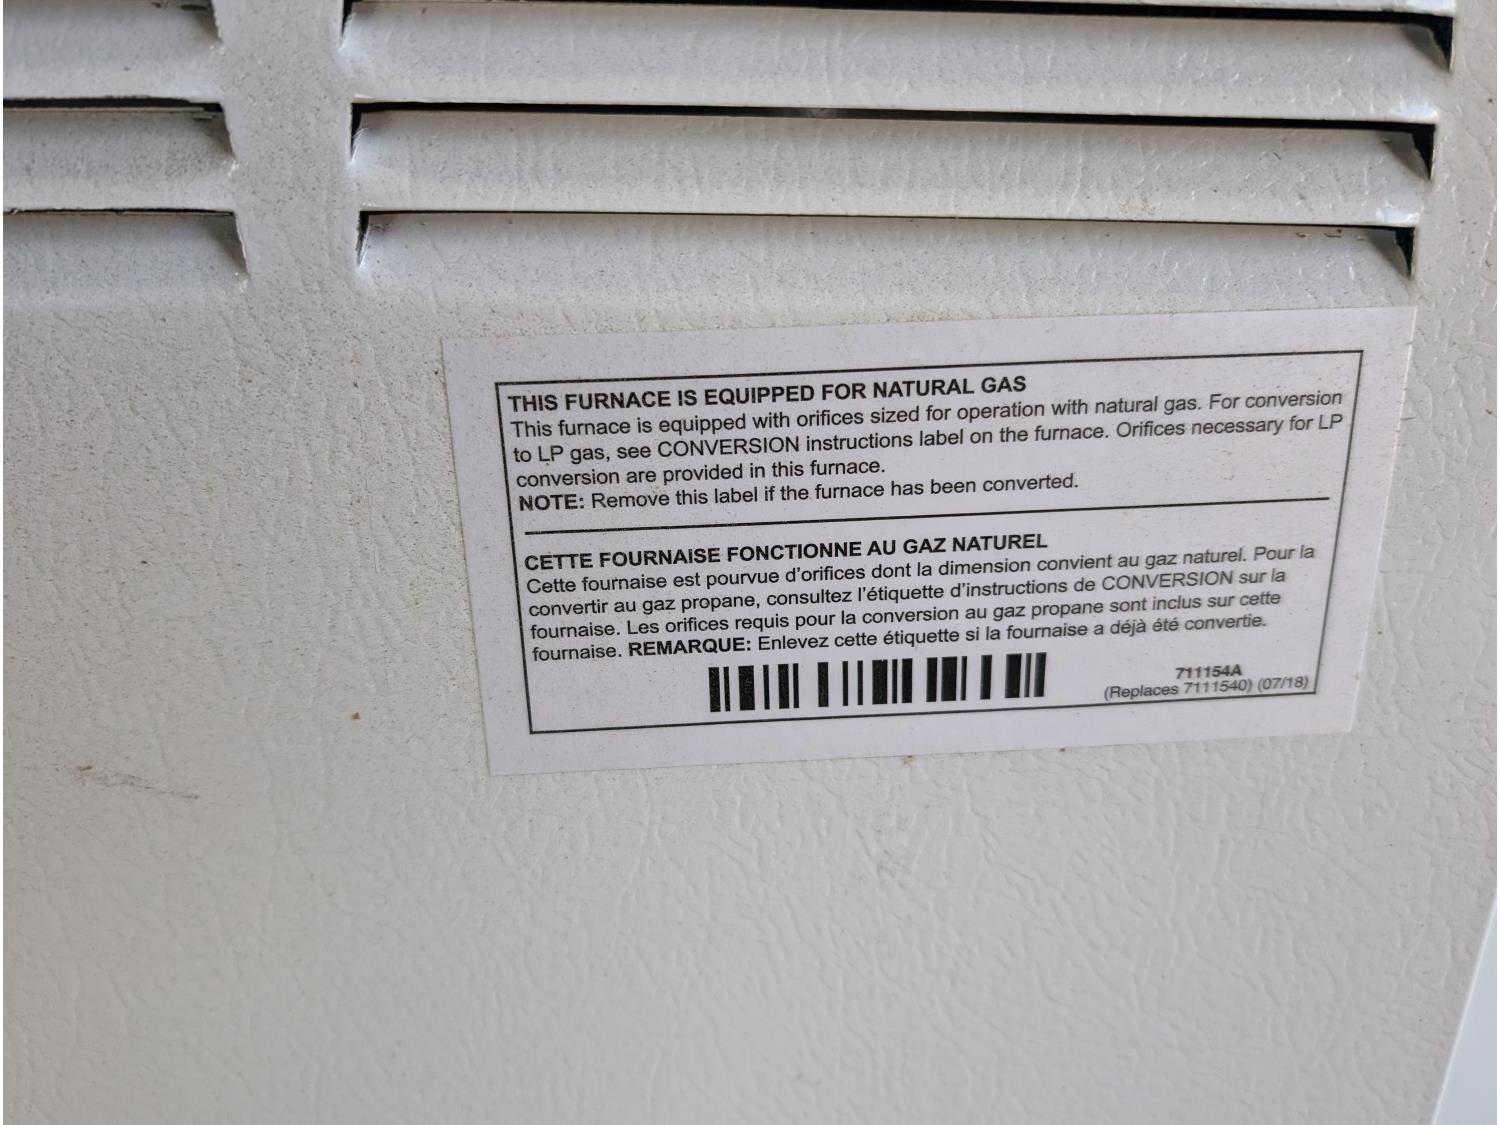 THIS FURNACE IS EQUIPPED FOR NATURAL GAS
This furnace is equipped with orifices sized for operation with natural gas. For conversion
to LP gas, see CONVERSION instructions label on the furnace. Orifices necessary for LP
conversion are provided in this furnace.
NOTE: Remove this label if the furnace has been converted.
CETTE FOURNAISE FONCTIONNE AU GAZ NATUREL
Cette fournaise est pourvue d'orifices dont la dimension convient au gaz naturel. Pour la
convertir au gaz propane, consultez l'étiquette d'instructions de CONVERSION sur la
fournaise. Les orifices requis pour la conversion au gaz propane sont inclus sur cette
fournaise. REMARQUE: Enlevez cette étiquette si la fournaise a déjà été convertie.
711154A
(Replaces 7111540) (07/18)